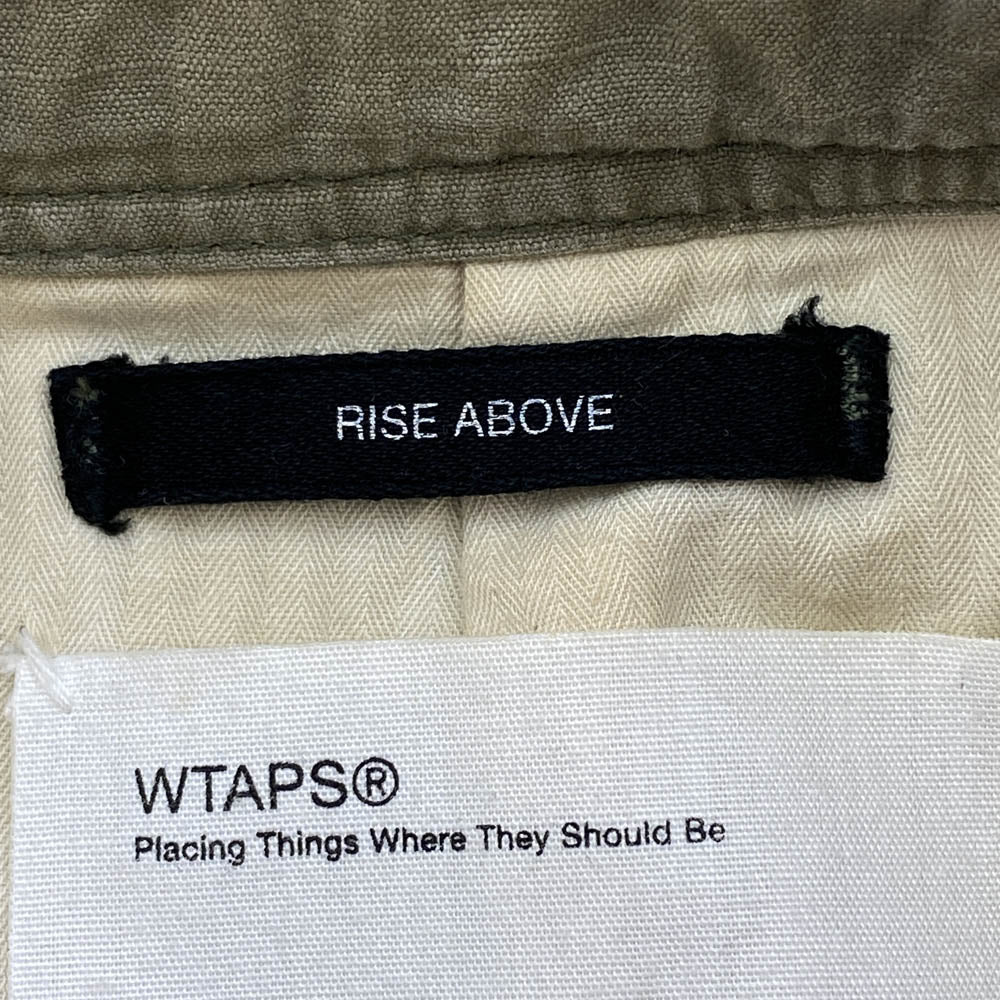 RISE ABOVE
WTAPS®
Placing Things Where They Should Be